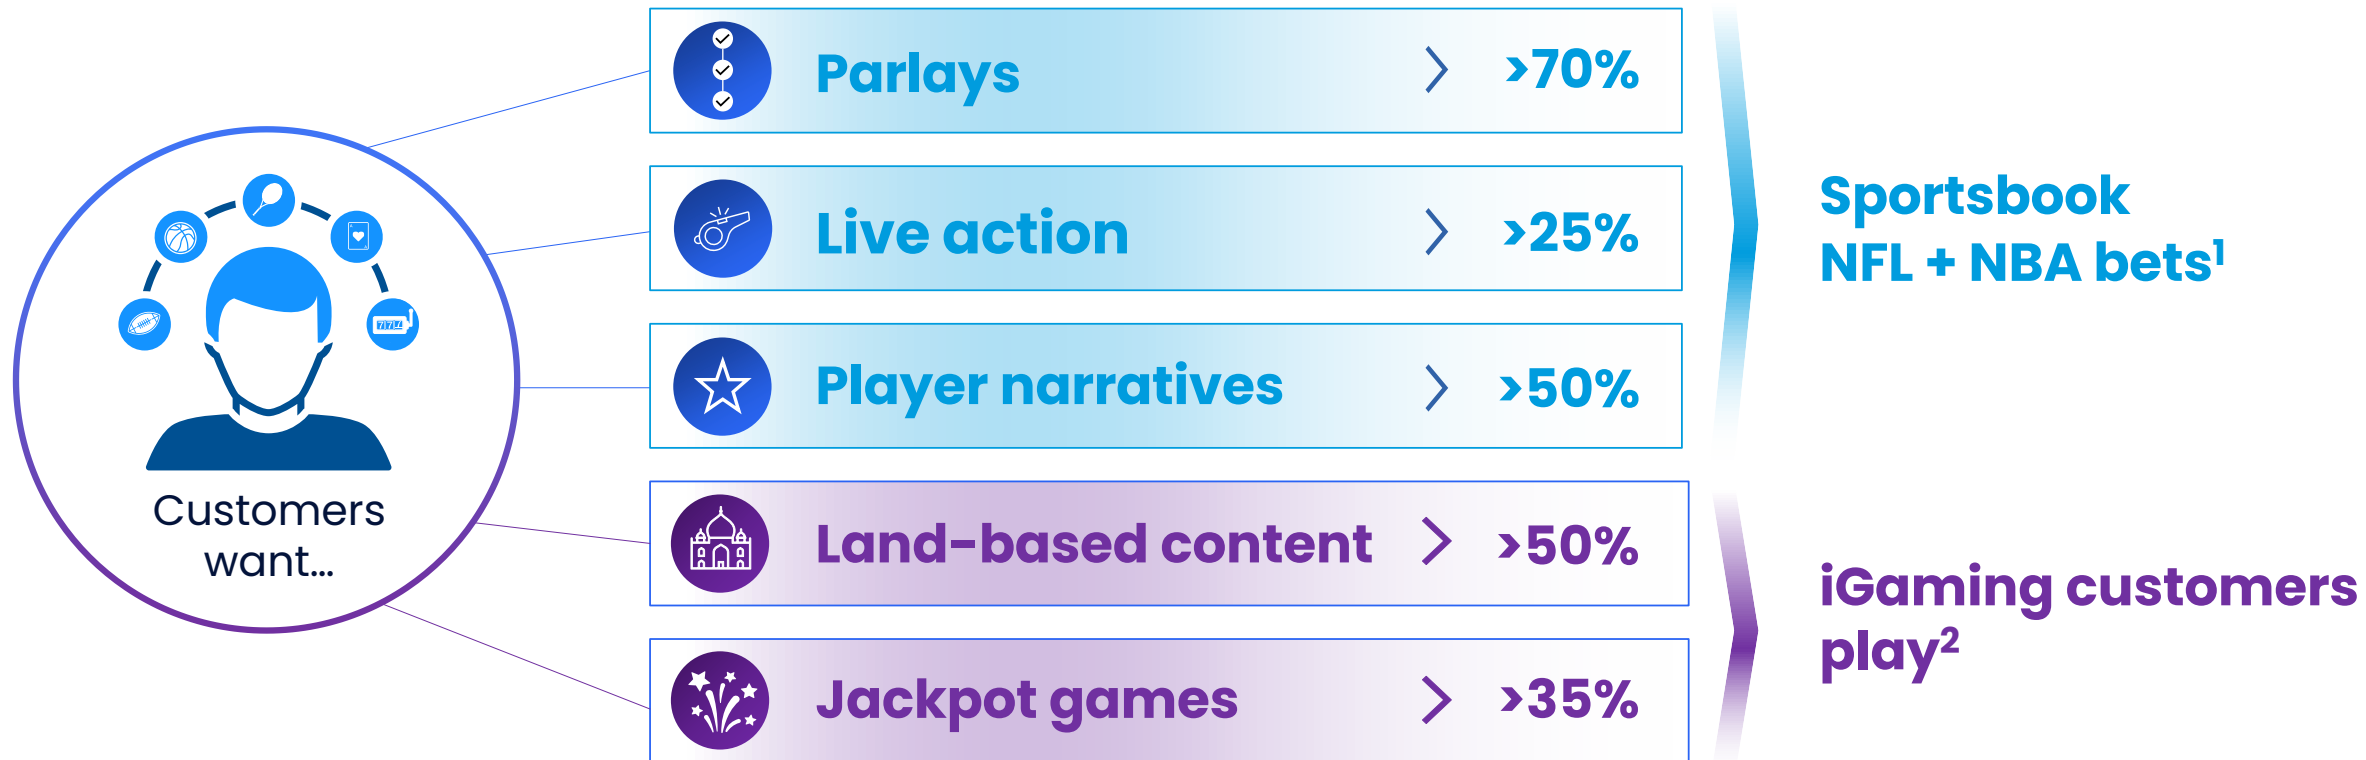 Customers
want...
Parlays >70%
Live action >25%
Player narratives >50%
Land-based content >50%
Jackpot games >35%
Sportsbook
NFL + NBA bets¹
iGaming customers
play²